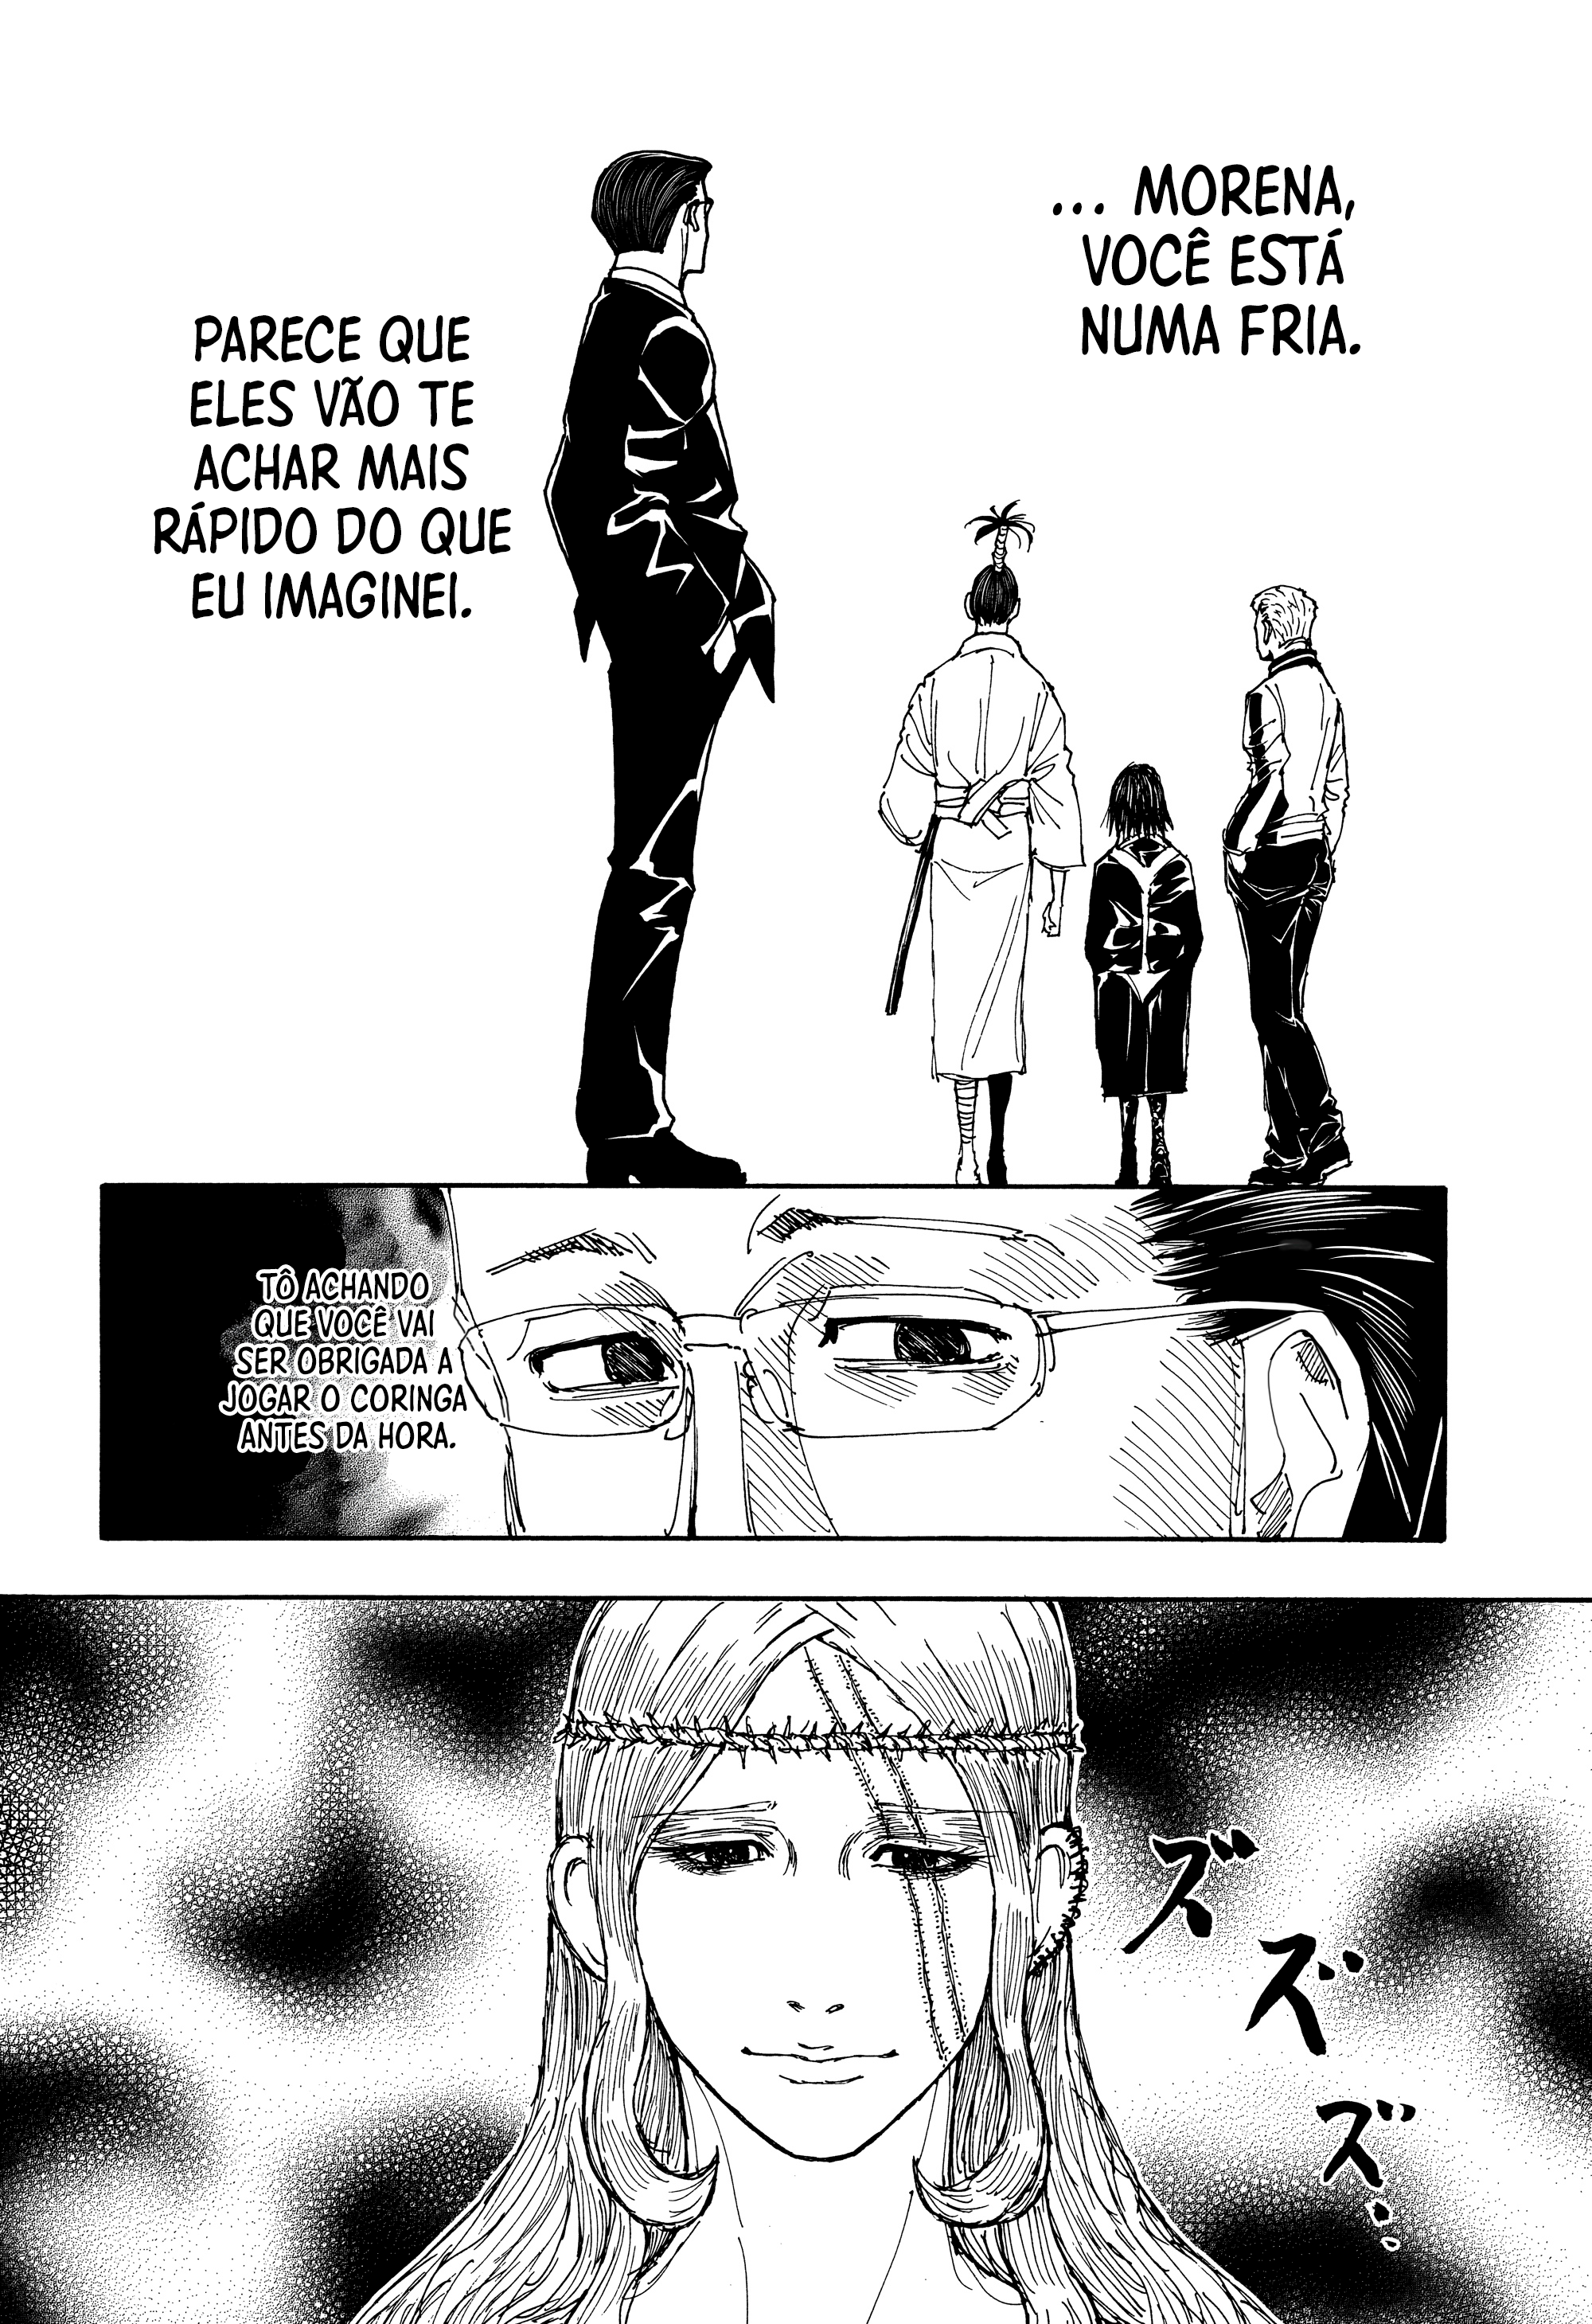 ... MORENA,
VOCÊ ESTÁ
NUMA FRIA.
PARECE QUE
ELES VÃO TE
ACHAR MAIS
RÁPIDO DO QUE
EU IMAGINEI.
TÔ ACHANDO
QUE VOCÊ VAI
SER OBRIGADA A
JOGAR O CORINGA
ANTES DA HORA.
ズ
ズ
ズ…